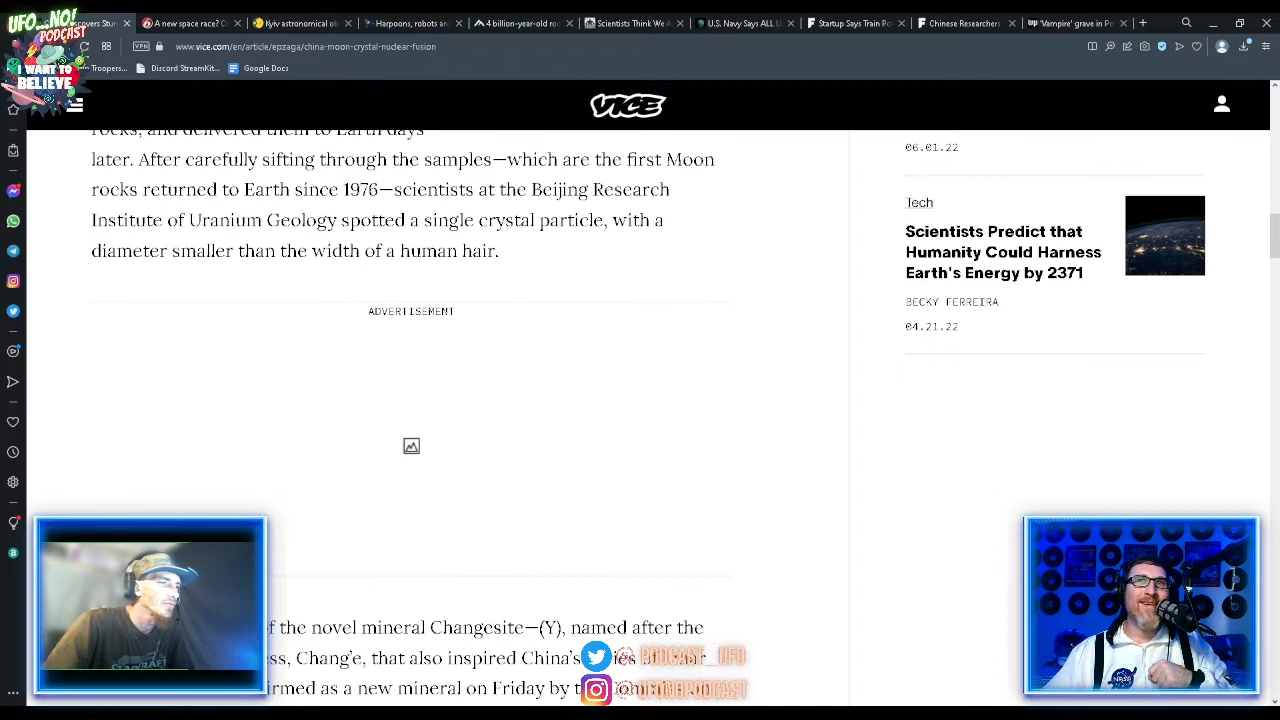 UFO NO!
PODCAST
I WANT TO
BELIEVE
scovers Stun
A new space race? C
Kyiv astronomical ob
Harpoons, robots an
4 billion-year-old roc
Scientists Think We A
U.S. Navy Says ALL U
Startup Says Train Po
Chinese Researchers
'Vampire' grave in Po
VPN
www.vice.com/en/article/epzaga/china-moon-crystal-nuclear-fusion
Troopers...
Discord StreamKit...
Google Docs
VICE
rocks, and delivered them to Earth days
later. After carefully sifting through the samples—which are the first Moon
rocks returned to Earth since 1976—scientists at the Beijing Research
Institute of Uranium Geology spotted a single crystal particle, with a
diameter smaller than the width of a human hair.
ADVERTISEMENT
f the novel mineral Changesite—(Y), named after the
ss, Chang'e, that also inspired China's
irmed as a new mineral on Friday by
06.01.22
Tech
Scientists Predict that
Humanity Could Harness
Earth's Energy by 2371
BECKY FERREIRA
04.21.22
@ PODCAST_UFO
@ UFONOPODCAST
STARCRAFT